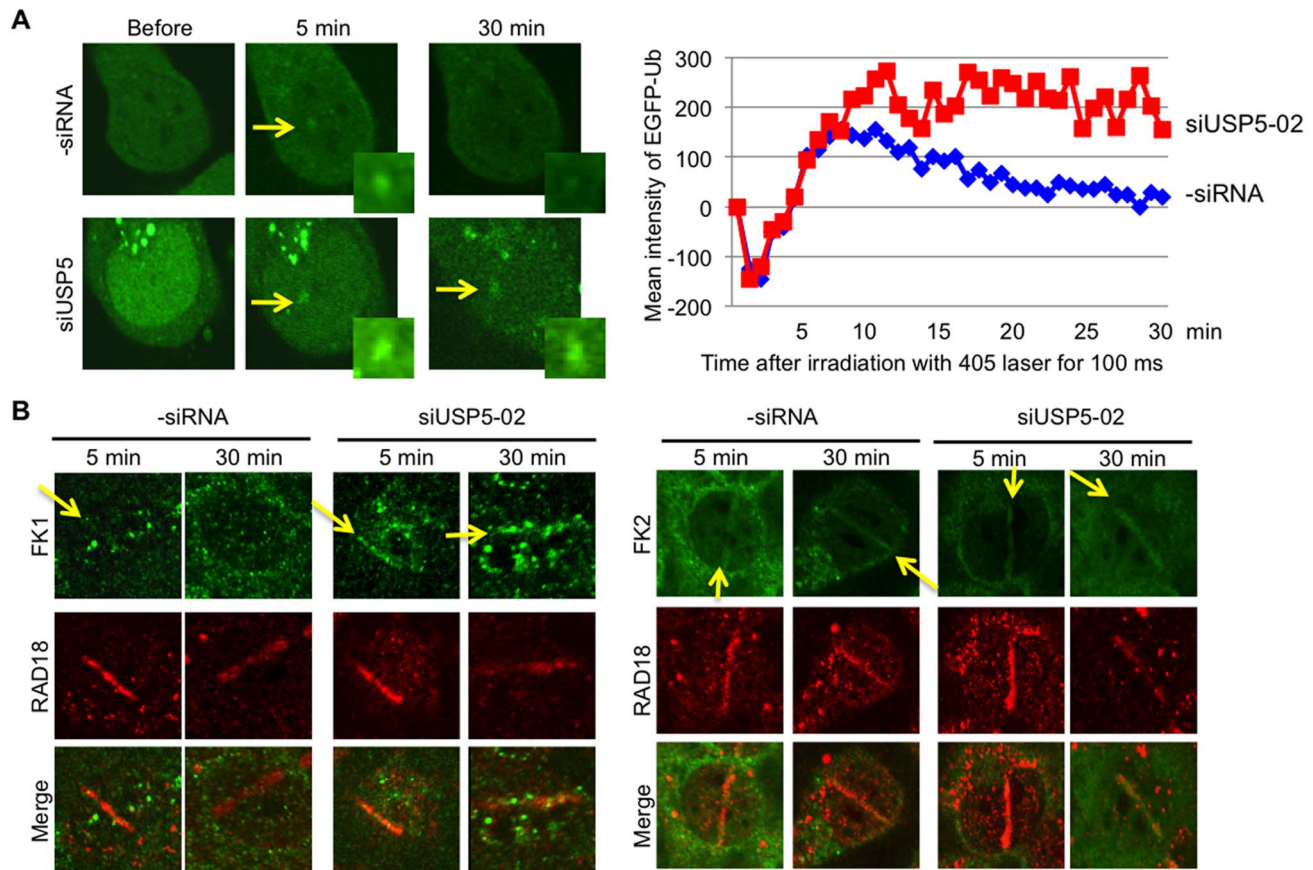 A
Before 5 min 30 min
-siRNA
siUSP5
Mean intensity of EGFP-Ub
300
200
100
0
-100
-200
5 10 15 20 25 30 min
Time after irradiation with 405 laser for 100 ms
siUSP5-02
-siRNA
B
-siRNA siUSP5-02
5 min 30 min 5 min 30 min
FK1
RAD18
Merge
-siRNA siUSP5-02
5 min 30 min 5 min 30 min
FK2
RAD18
Merge